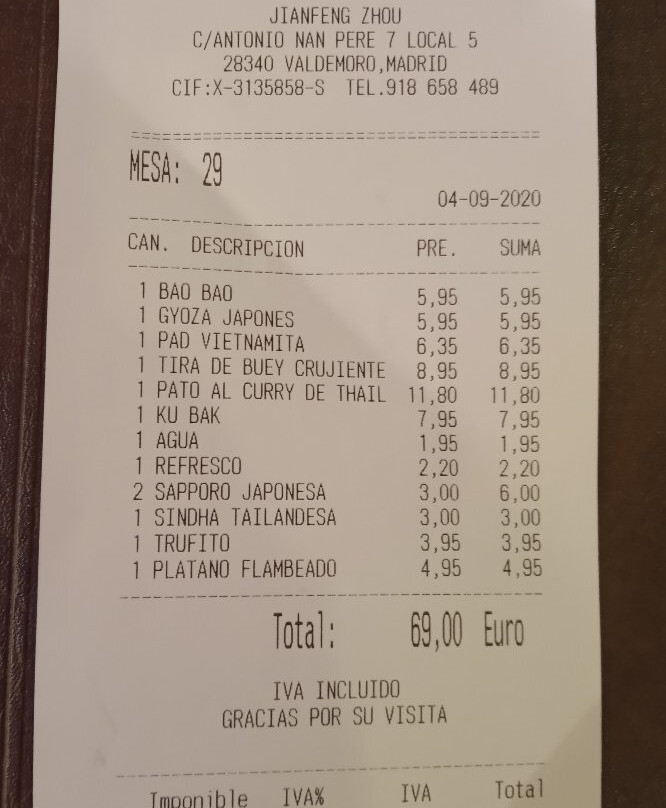 JIANFENG ZHOU
C/ANTONIO NAN PERE 7 LOCAL 5
28340 VALDEMORO,MADRID
CIF:X-3135858-S TEL.918 658 489
================================================
MESA: 29
04-09-2020
------------------------------------------------
CAN. DESCRIPCION PRE. SUMA
------------------------------------------------
1 BAO BAO 5,95 5,95
1 GYOZA JAPONES 5,95 5,95
1 PAD VIETNAMITA 6,35 6,35
1 TIRA DE BUEY CRUJIENTE 8,95 8,95
1 PATO AL CURRY DE THAIL 11,80 11,80
1 KU BAK 7,95 7,95
1 AGUA 1,95 1,95
1 REFRESCO 2,20 2,20
2 SAPPORO JAPONESA 3,00 6,00
1 SINDHA TAILANDESA 3,00 3,00
1 TRUFITO 3,95 3,95
1 PLATANO FLAMBEADO 4,95 4,95
------------------------------------------------
Total: 69,00 Euro
IVA INCLUIDO
GRACIAS POR SU VISITA
------------------------------------------------
Imponible IVA% IVA Total